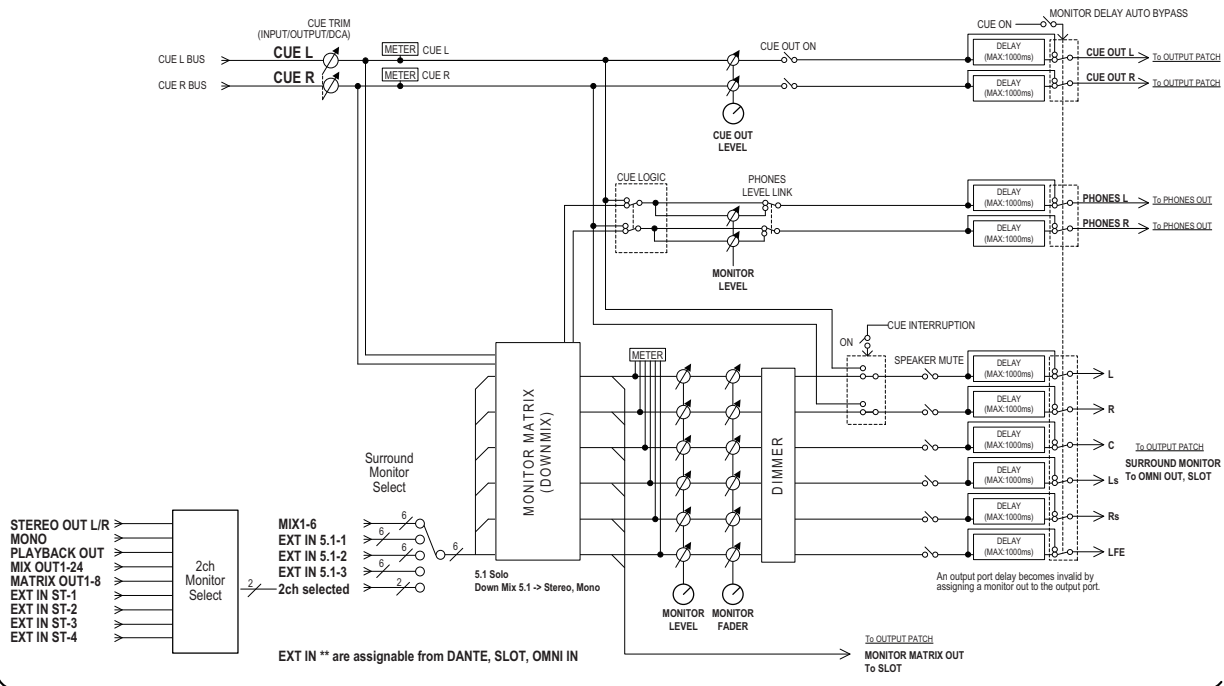 CUE TRIM
(INPUT/OUTPUT/DCA)
CUE L BUS
CUE L
METER
CUE L
CUE R BUS
CUE R
METER
CUE R
CUE OUT ON
CUE OUT
LEVEL
CUE ON
MONITOR DELAY AUTO BYPASS
DELAY
(MAX:1000ms)
CUE OUT L
To OUTPUT PATCH
DELAY
(MAX:1000ms)
CUE OUT R
To OUTPUT PATCH
CUE LOGIC
PHONES
LEVEL LINK
MONITOR
LEVEL
DELAY
(MAX:1000ms)
PHONES L
To PHONES OUT
DELAY
(MAX:1000ms)
PHONES R
To PHONES OUT
CUE INTERRUPTION
ON
SPEAKER MUTE
METER
MONITOR MATRIX
(DOWNMIX)
DIMMER
DELAY
(MAX:1000ms)
L
DELAY
(MAX:1000ms)
R
DELAY
(MAX:1000ms)
C
To OUTPUT PATCH
SURROUND MONITOR
To OMNI OUT, SLOT
DELAY
(MAX:1000ms)
Ls
DELAY
(MAX:1000ms)
Rs
DELAY
(MAX:1000ms)
LFE
An output port delay becomes invalid by
assigning a monitor out to the output port.
Surround
Monitor
Select
MIX1-6
6
EXT IN 5.1-1
6
EXT IN 5.1-2
6
EXT IN 5.1-3
6
2ch selected
2
6
STEREO OUT L/R
MONO
PLAYBACK OUT
MIX OUT1-24
MATRIX OUT1-8
EXT IN ST-1
EXT IN ST-2
EXT IN ST-3
EXT IN ST-4
2ch
Monitor
Select
2
5.1 Solo
Down Mix 5.1 -> Stereo, Mono
MONITOR
LEVEL
MONITOR
FADER
To OUTPUT PATCH
MONITOR MATRIX OUT
To SLOT
EXT IN ** are assignable from DANTE, SLOT, OMNI IN